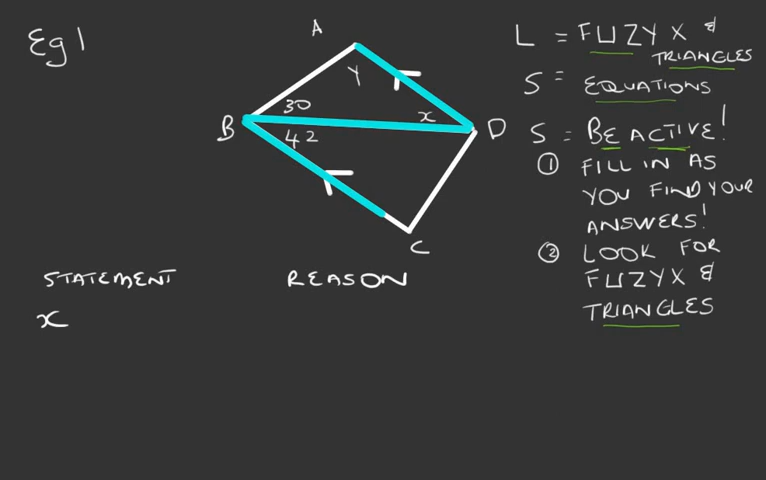 Eg 1
A
Y
30
B
x
D
42
C
L = FUZYX &
TRIANGLES
S = EQUATIONS
S = BE ACTIVE!
① FILL IN AS
YOU FIND YOUR
ANSWERS!
② LOOK FOR
FUZYX &
TRIANGLES
STATEMENT REASON
x